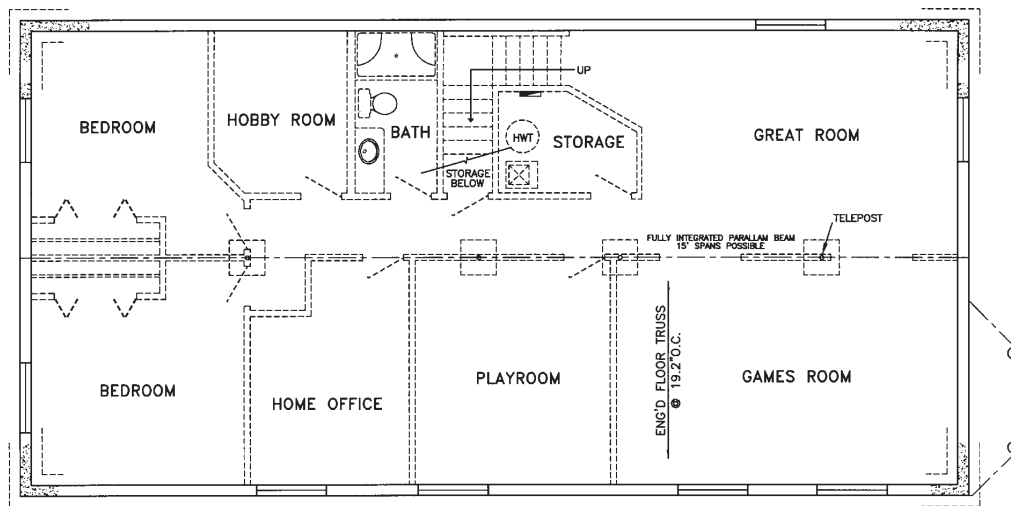 UP
BEDROOM
HOBBY ROOM
BATH
HWT
STORAGE
GREAT ROOM
STORAGE
BELOW
TELEPOST
FULLY INTEGRATED PARALLAM BEAM
15' SPANS POSSIBLE
ENG'D FLOOR TRUSS
@ 19.2"O.C.
BEDROOM
HOME OFFICE
PLAYROOM
GAMES ROOM